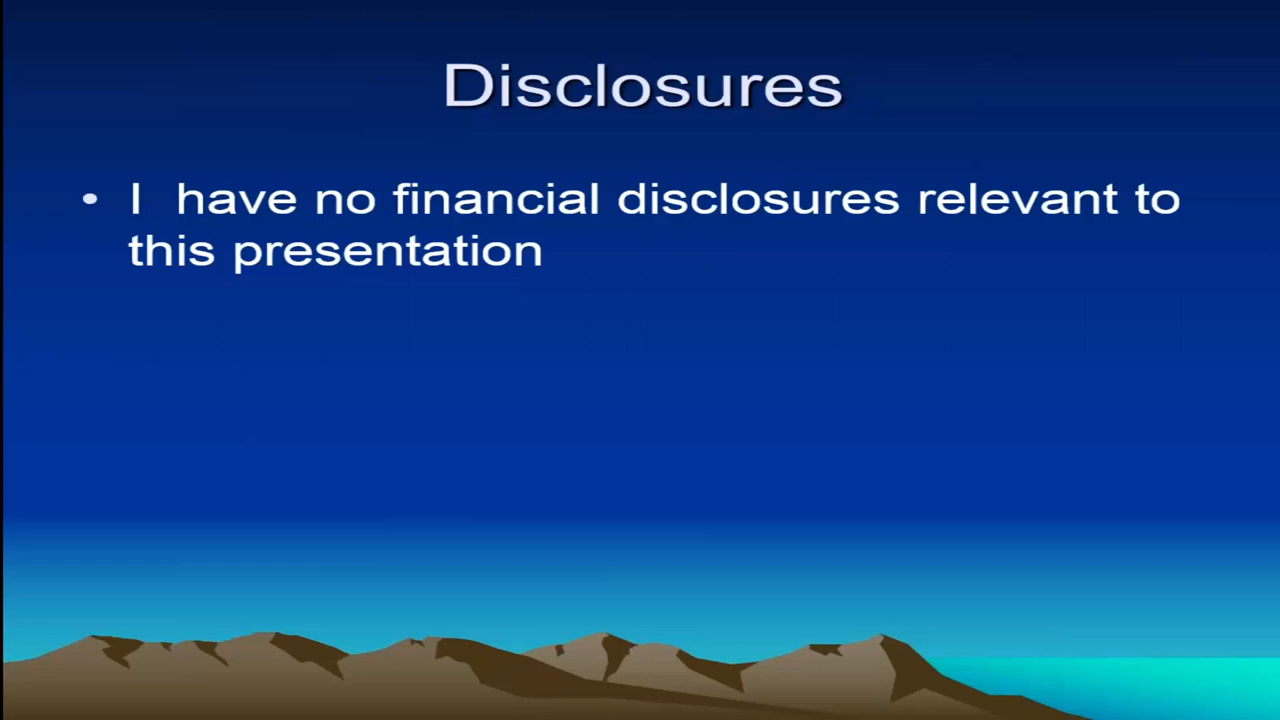 Disclosures
• I  have no financial disclosures relevant to
this presentation